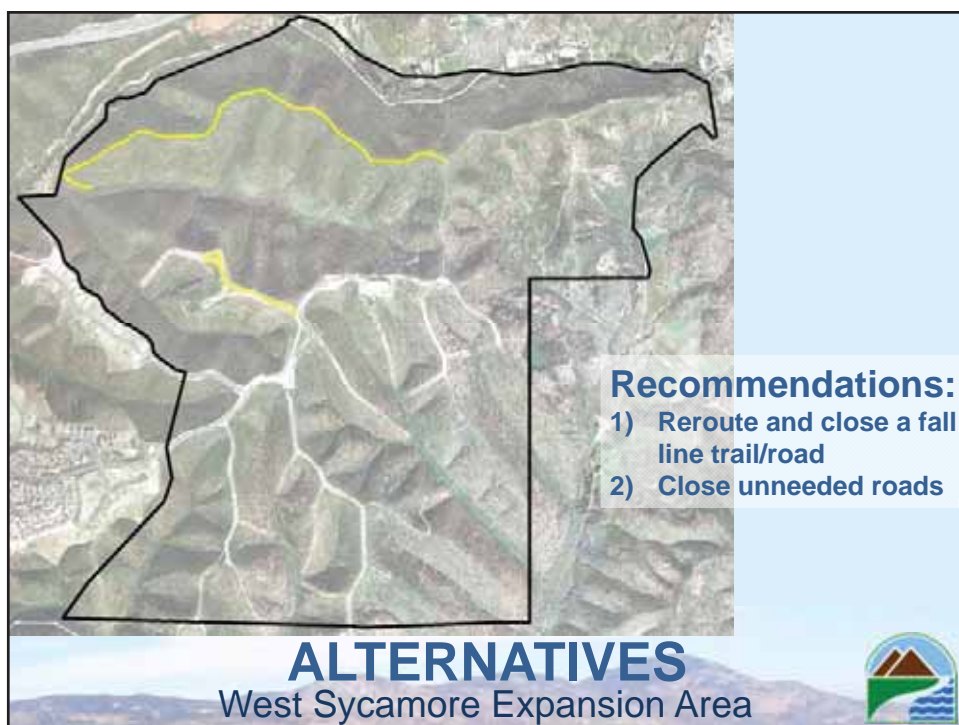 Recommendations:
1) Reroute and close a fall
line trail/road
2) Close unneeded roads
ALTERNATIVES
West Sycamore Expansion Area